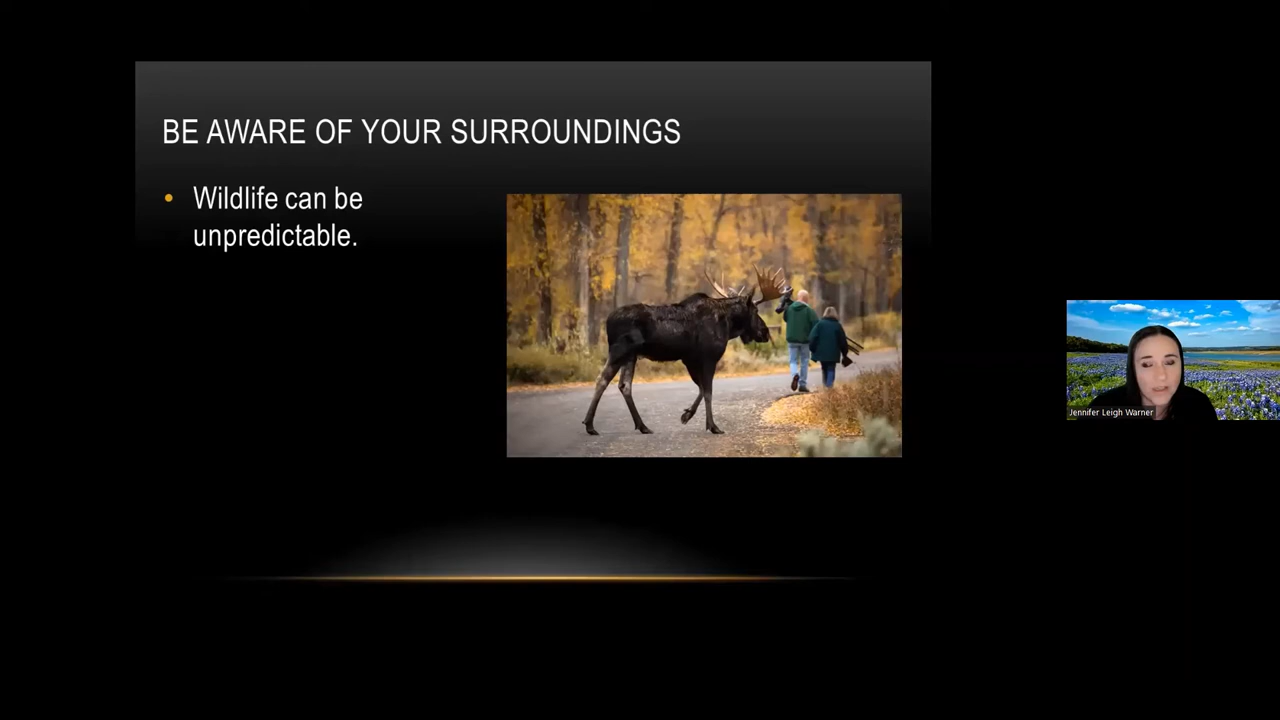 BE AWARE OF YOUR SURROUNDINGS
• Wildlife can be
unpredictable.
Jennifer Leigh Warner